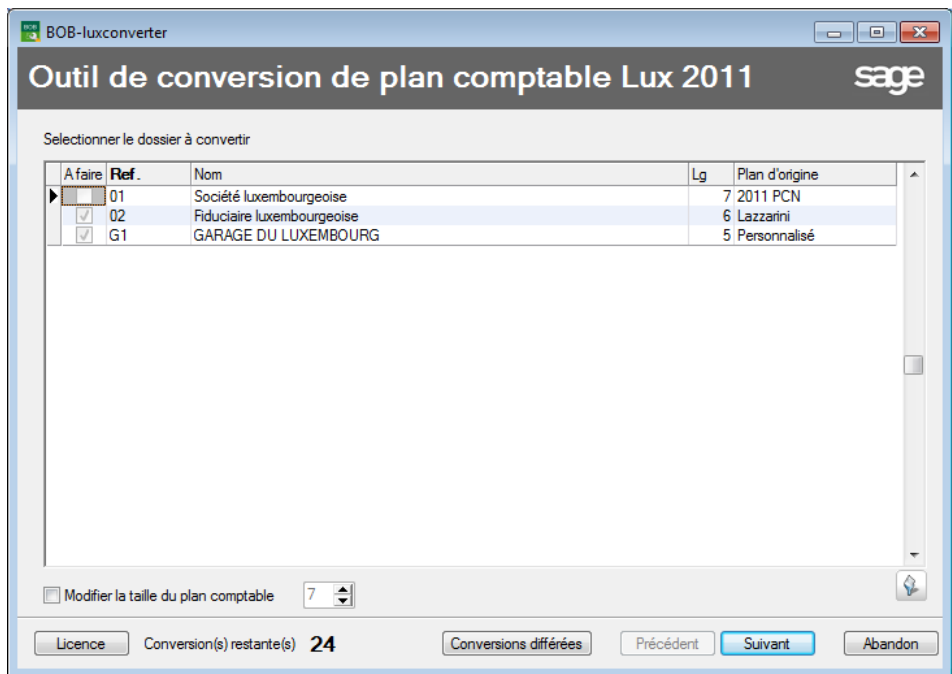 BOB-luxconverter
Outil de conversion de plan comptable Lux 2011 sage
Selectionner le dossier à convertir
A faire Ref. Nom Lg Plan d'origine
01 Société luxembourgeoise 7 2011 PCN
02 Fiduciaire luxembourgeoise 6 Lazzarini
G1 GARAGE DU LUXEMBOURG 5 Personnalisé
Modifier la taille du plan comptable 7
Licence Conversion(s) restante(s) 24 Conversions différées Précédent Suivant Abandon